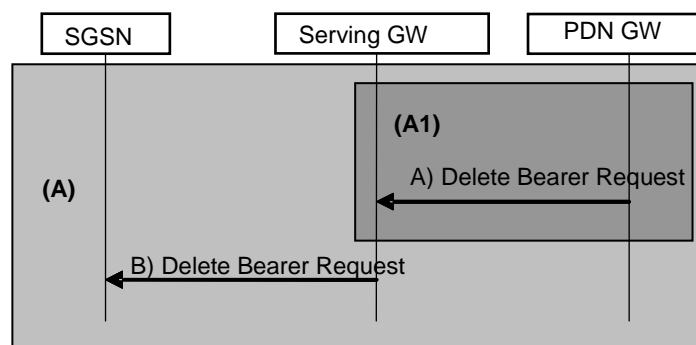 SGSN
Serving GW
PDN GW
(A1)
(A)
A) Delete Bearer Request
B) Delete Bearer Request